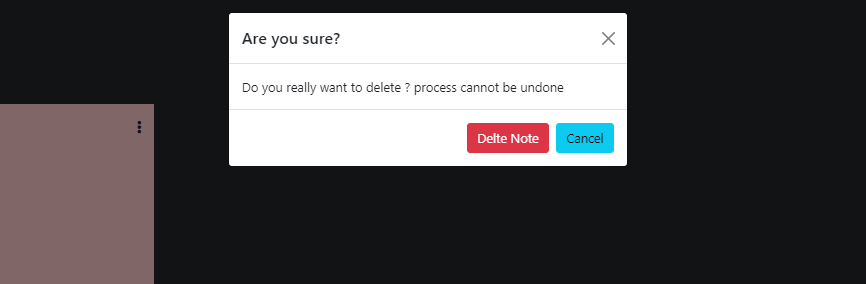 Are you sure?
Do you really want to delete ? process cannot be undone
Delte Note
Cancel